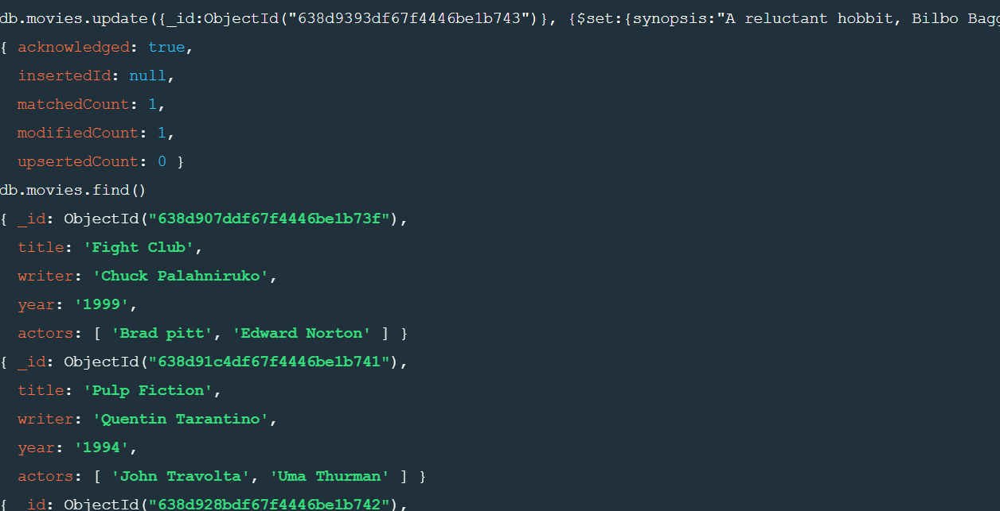 db.movies.update({_id:ObjectId("638d9393df67f4446be1b743")}, {$set:{synopsis:"A reluctant hobbit, Bilbo Bagg
{ acknowledged: true,
  insertedId: null,
  matchedCount: 1,
  modifiedCount: 1,
  upsertedCount: 0 }
db.movies.find()
{ _id: ObjectId("638d907ddf67f4446be1b73f"),
  title: 'Fight Club',
  writer: 'Chuck Palahniruko',
  year: '1999',
  actors: [ 'Brad pitt', 'Edward Norton' ] }
{ _id: ObjectId("638d91c4df67f4446be1b741"),
  title: 'Pulp Fiction',
  writer: 'Quentin Tarantino',
  year: '1994',
  actors: [ 'John Travolta', 'Uma Thurman' ] }
{ _id: ObjectId("638d928bdf67f4446be1b742"),